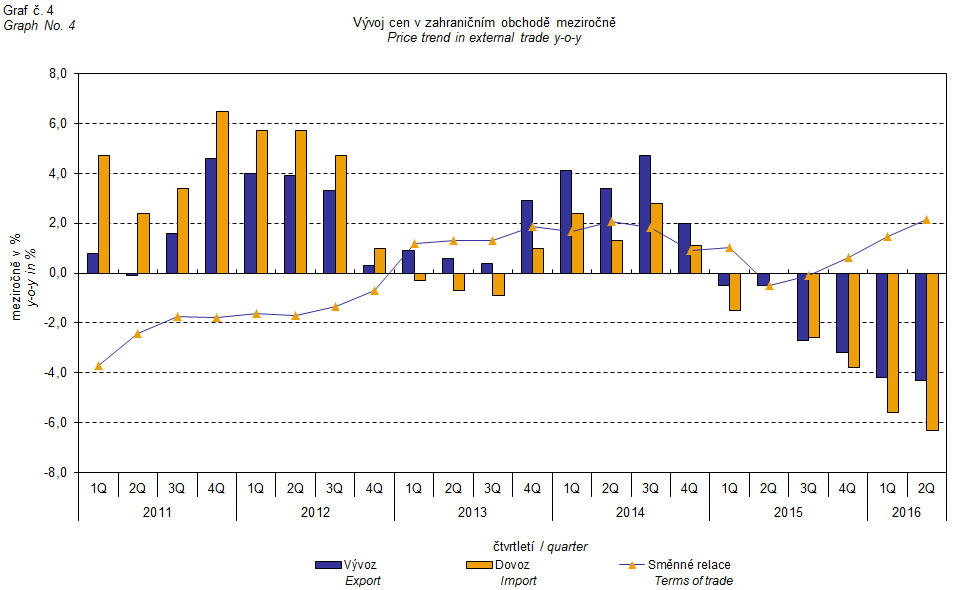 Graf č. 4
Graph No. 4
Vývoj cen v zahraničním obchodě meziročně
Price trend in external trade y-o-y
meziročně v %
y-o-y in %
8,0
6,0
4,0
2,0
0,0
-2,0
-4,0
-6,0
-8,0
1Q 2Q 3Q 4Q 1Q 2Q 3Q 4Q 1Q 2Q 3Q 4Q 1Q 2Q 3Q 4Q 1Q 2Q 3Q 4Q 1Q 2Q
2011 2012 2013 2014 2015 2016
čtvrtletí / quarter
Vývoz Dovoz Směnné relace
Export Import Terms of trade